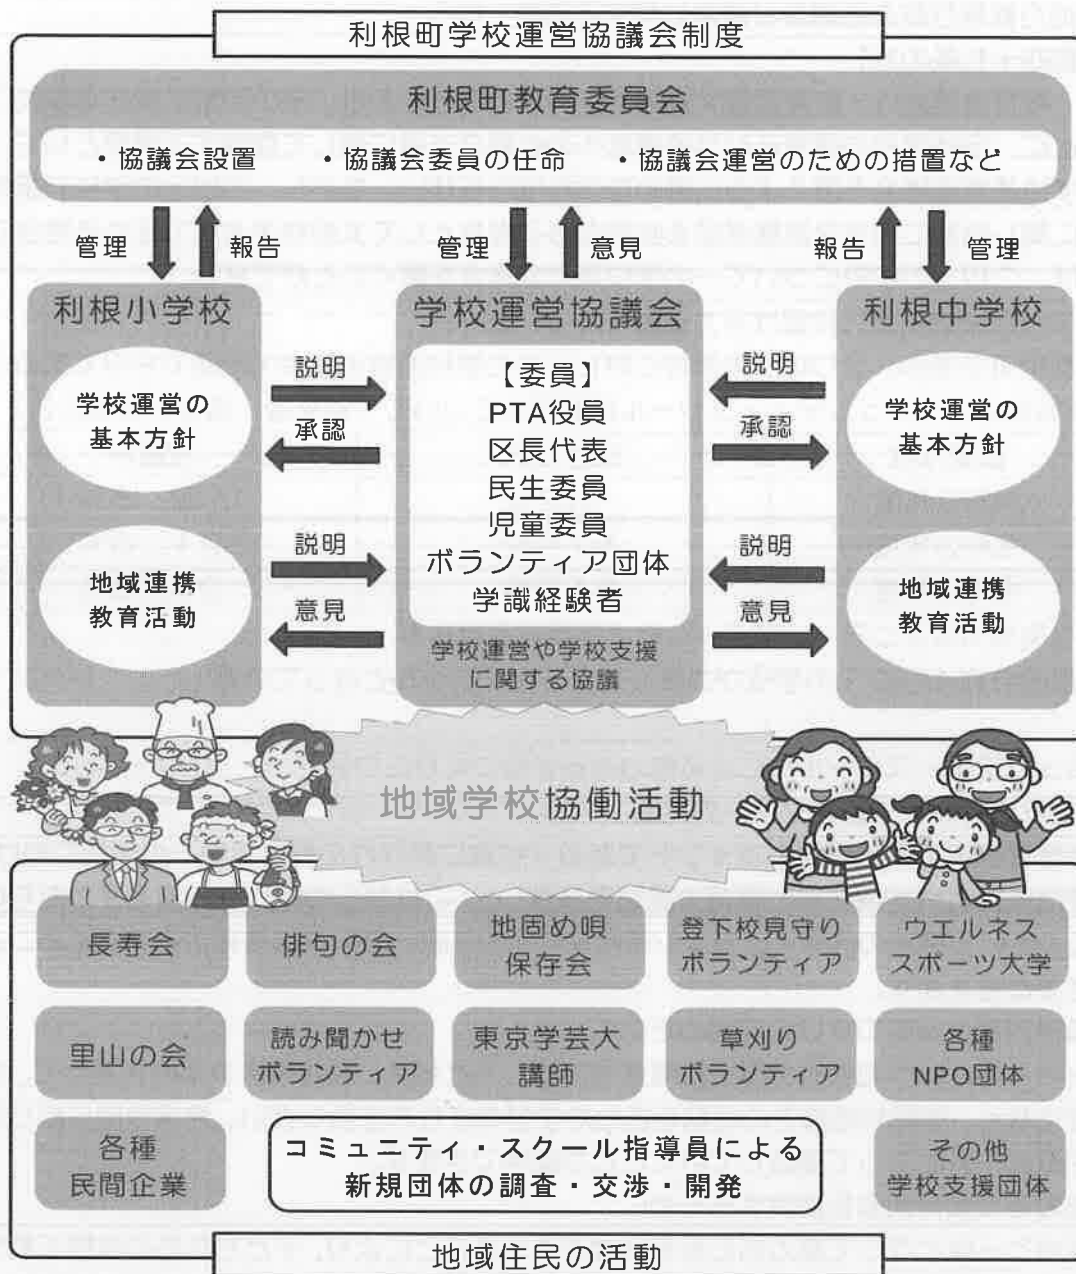 利根町学校運営協議会制度
利根町教育委員会
・協議会設置 ・協議会委員の任命 ・協議会運営のための措置など
管理 報告 管理 意見 報告 管理
利根小学校
学校運営の
基本方針
地域連携
教育活動
説明
承認
説明
意見
学校運営協議会
【委員】
PTA役員
区長代表
民生委員
児童委員
ボランティア団体
学識経験者
学校運営や学校支援
に関する協議
説明
承認
説明
意見
利根中学校
学校運営の
基本方針
地域連携
教育活動
地域学校協働活動
長寿会
俳句の会
地固め唄
保存会
登下校見守り
ボランティア
ウエルネス
スポーツ大学
里山の会
読み聞かせ
ボランティア
東京学芸大
講師
草刈り
ボランティア
各種
NPO団体
各種
民間企業
コミュニティ・スクール指導員による
新規団体の調査・交渉・開発
その他
学校支援団体
地域住民の活動